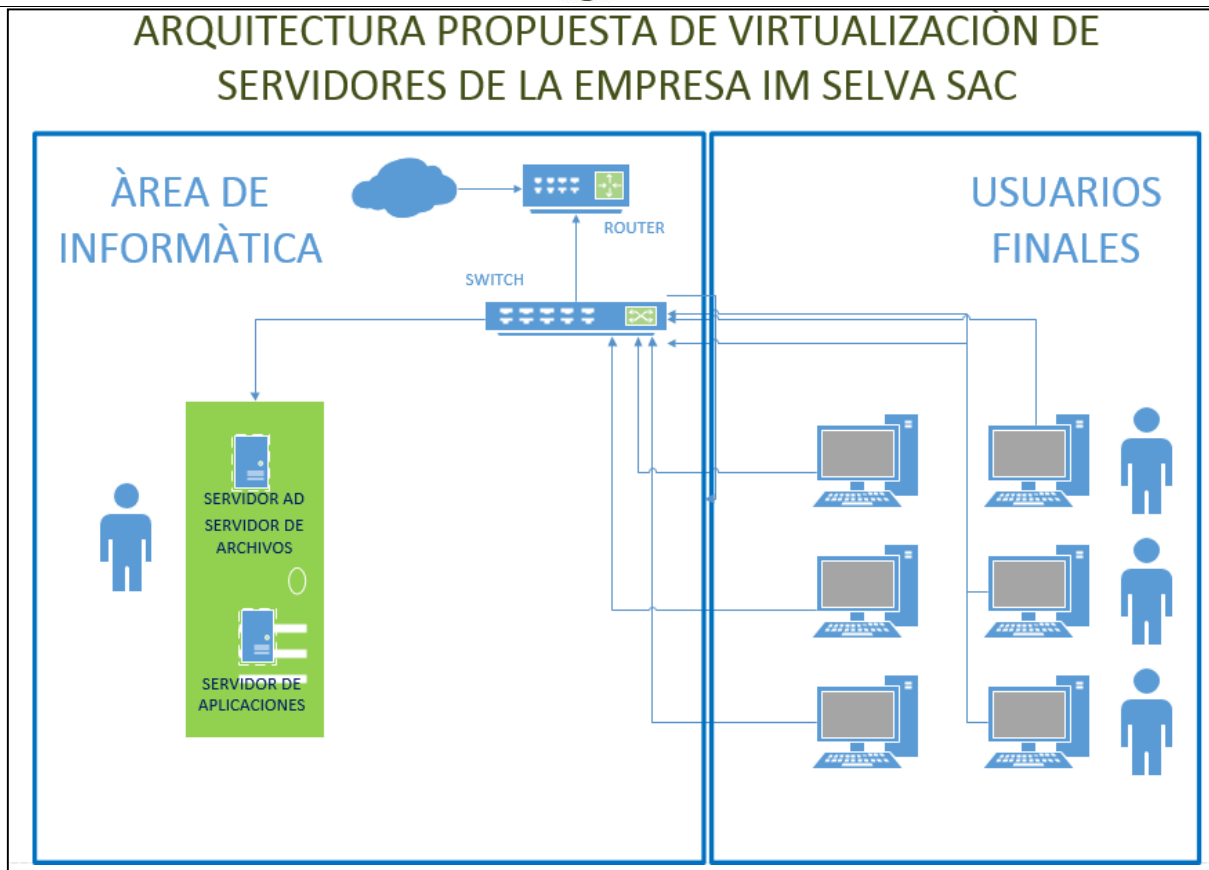 ARQUITECTURA PROPUESTA DE VIRTUALIZACIÒN DE
SERVIDORES DE LA EMPRESA IM SELVA SAC
ÀREA DE
INFORMÀTICA
ROUTER
SWITCH
USUARIOS
FINALES
SERVIDOR AD
SERVIDOR DE
ARCHIVOS
SERVIDOR DE
APLICACIONES